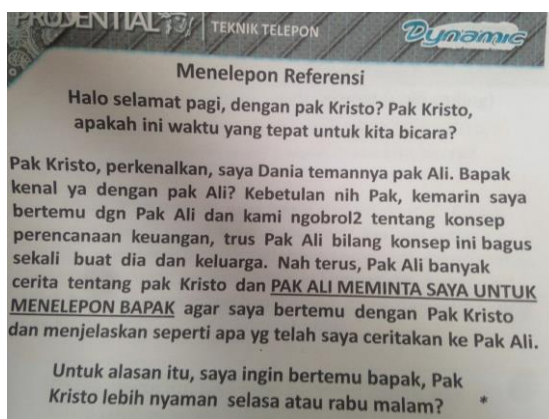 PRUDENTIAL TEKNIK TELEPON Dynamic
Menelepon Referensi
Halo selamat pagi, dengan pak Kristo? Pak Kristo,
apakah ini waktu yang tepat untuk kita bicara?
Pak Kristo, perkenalkan, saya Dania temannya pak Ali. Bapak
kenal ya dengan pak Ali? Kebetulan nih Pak, kemarin saya
bertemu dgn Pak Ali dan kami ngobrol2 tentang konsep
perencanaan keuangan, trus Pak Ali bilang konsep ini bagus
sekali buat dia dan keluarga. Nah terus, Pak Ali banyak
cerita tentang pak Kristo dan PAK ALI MEMINTA SAYA UNTUK
MENELEPON BAPAK agar saya bertemu dengan Pak Kristo
dan menjelaskan seperti apa yg telah saya ceritakan ke Pak Ali.
Untuk alasan itu, saya ingin bertemu bapak, Pak
Kristo lebih nyaman selasa atau rabu malam? *